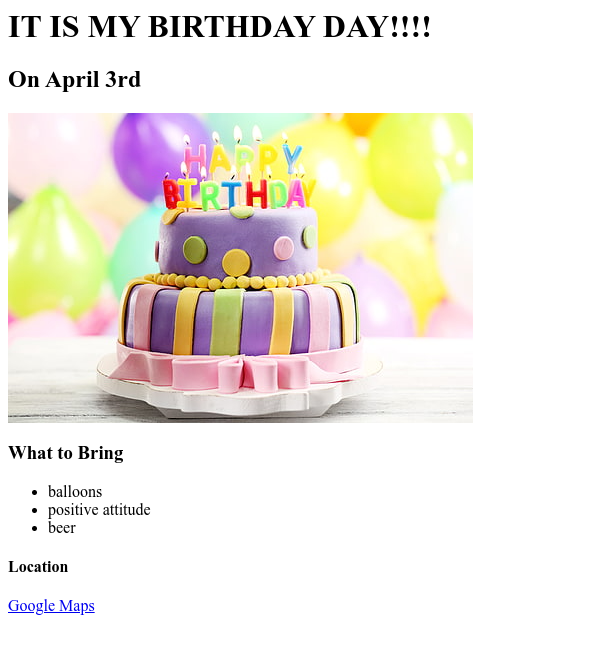 IT IS MY BIRTHDAY DAY!!!!
On April 3rd
HAPPY
BIRTHDAY
What to Bring
balloons
positive attitude
beer
Location
Google Maps